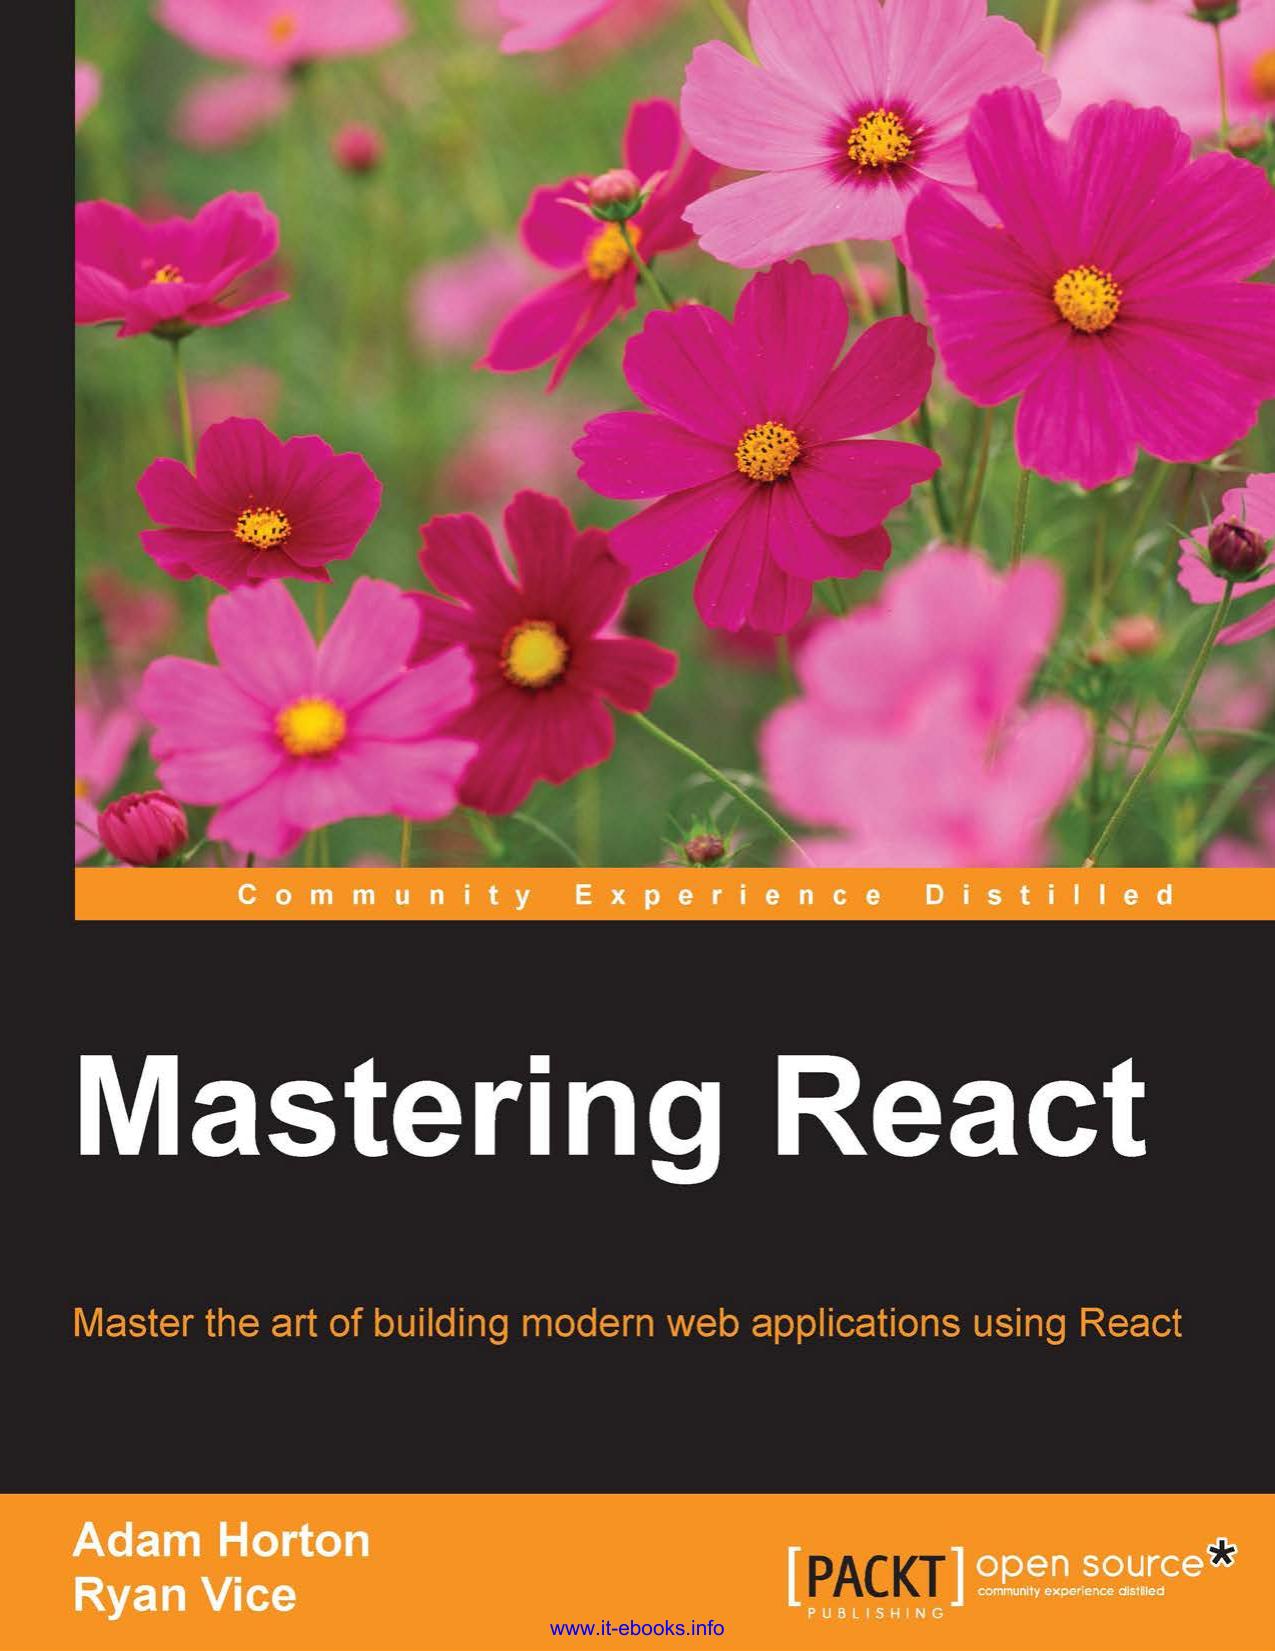 Community Experience Distilled
Mastering React
Master the art of building modern web applications using React
Adam Horton
Ryan Vice
[PACKT] open source*
community experience distilled
PUBLISHING
www.it-ebooks.info